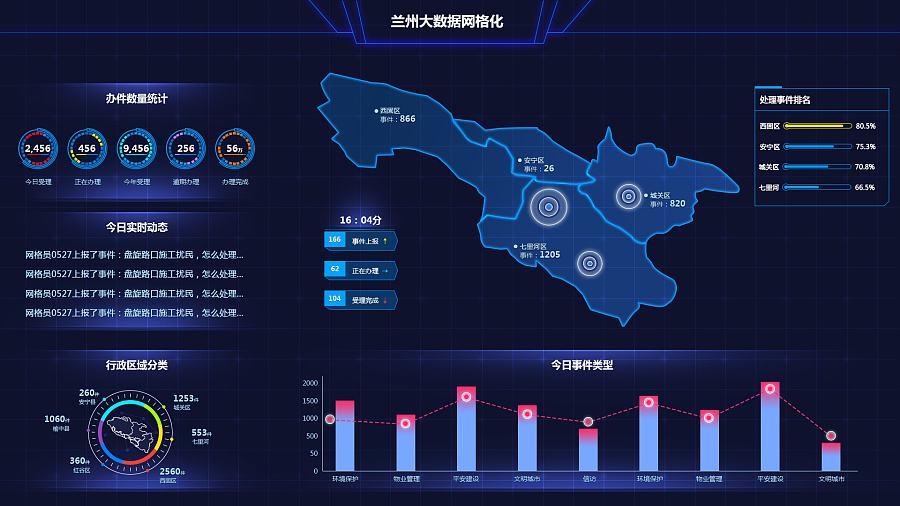 兰州大数据网格化
办件数量统计
2,456
456
9,456
256
56万
今日受理
正在办理
今年受理
逾期办理
办理完成
今日实时动态
网格员0527上报了事件：盘旋路口施工扰民，怎么处理...
网格员0527上报了事件：盘旋路口施工扰民，怎么处理...
网格员0527上报了事件：盘旋路口施工扰民，怎么处理...
网格员0527上报了事件：盘旋路口施工扰民，怎么处理...
行政区域分类
260件
安宁县
1253件
城关区
1060件
榆中县
553件
七里河
360件
红谷区
2560件
西固区
西固区
事件：866
安宁区
事件：26
城关区
事件：820
七里河区
事件：1205
16：04分
166 事件上报 ↑
62 正在办理 →
104 受理完成 ↓
处理事件排名
西固区 80.5%
安宁区 75.3%
城关区 70.8%
七里河 66.5%
今日事件类型
2000
1500
1000
500
50
0
环境保护
物业管理
平安建设
文明城市
信访
环境保护
物业管理
平安建设
文明城市